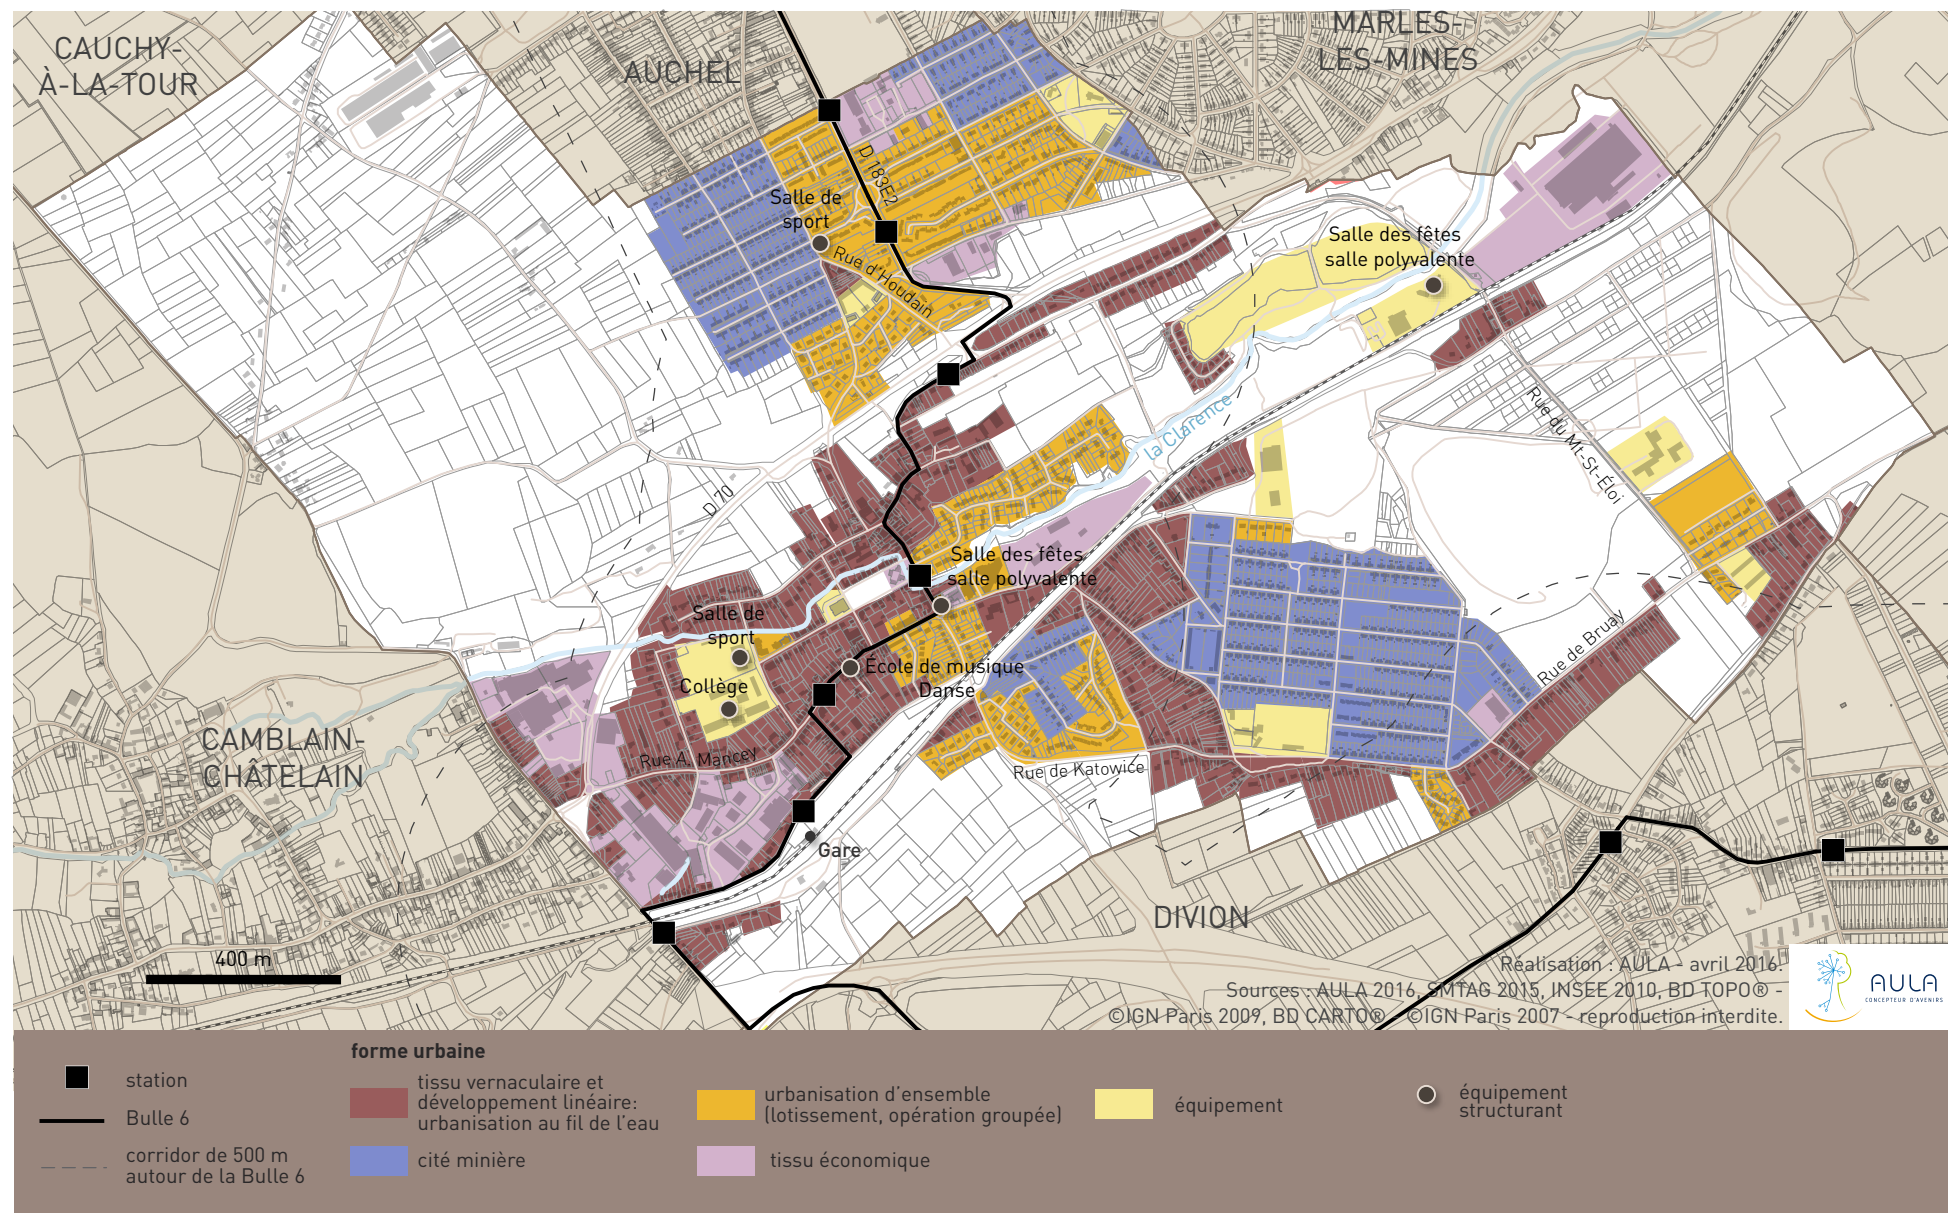 CAUCHY-
À-LA-TOUR
AUCHEL
MARLES-
LES-MINES
D 183E2
Salle de
sport
Rue d'Houdain
Salle des fêtes
salle polyvalente
la Clarence
Rue du Mt-St-Éloi
D 70
Salle des fêtes
salle polyvalente
Salle de
sport
École de musique
Danse
Collège
Rue A. Mancey
Rue de Bruay
Rue de Katowice
CAMBLAIN-
CHÂTELAIN
Gare
DIVION
400 m
Réalisation : AULA - avril 2016.
Sources : AULA 2016, SMTAG 2015, INSEE 2010, BD TOPO® -
©IGN Paris 2009, BD CARTO® - ©IGN Paris 2007 - reproduction interdite.
AULA
CONCEPTEUR D'AVENIRS
station
Bulle 6
corridor de 500 m
autour de la Bulle 6
forme urbaine
tissu vernaculaire et
développement linéaire:
urbanisation au fil de l'eau
cité minière
urbanisation d'ensemble
(lotissement, opération groupée)
tissu économique
équipement
équipement
structurant